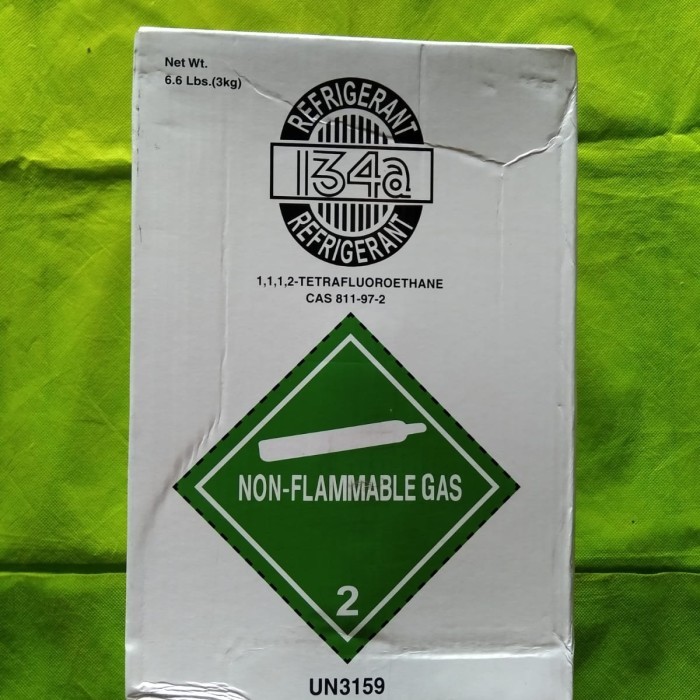 Net Wt.
6.6 Lbs.(3kg)
REFRIGERANT
134a
REFRIGERANT
1,1,1,2-TETRAFLUOROETHANE
CAS 811-97-2
NON-FLAMMABLE GAS
2
UN3159